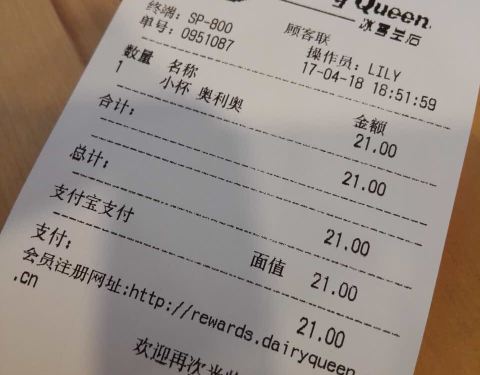 Queen.
冰雪皇后
终端: SP-800 顾客联
单号: 0951087 操作员: LILY
17-04-18 18:51:59
数量 名称 金额
1 小杯 奥利奥 21.00
合计: 21.00
总计: 21.00
支付宝支付 面值 21.00
支付: 21.00
会员注册网址:http://rewards.dairyqueen
.cn
欢迎再次光临